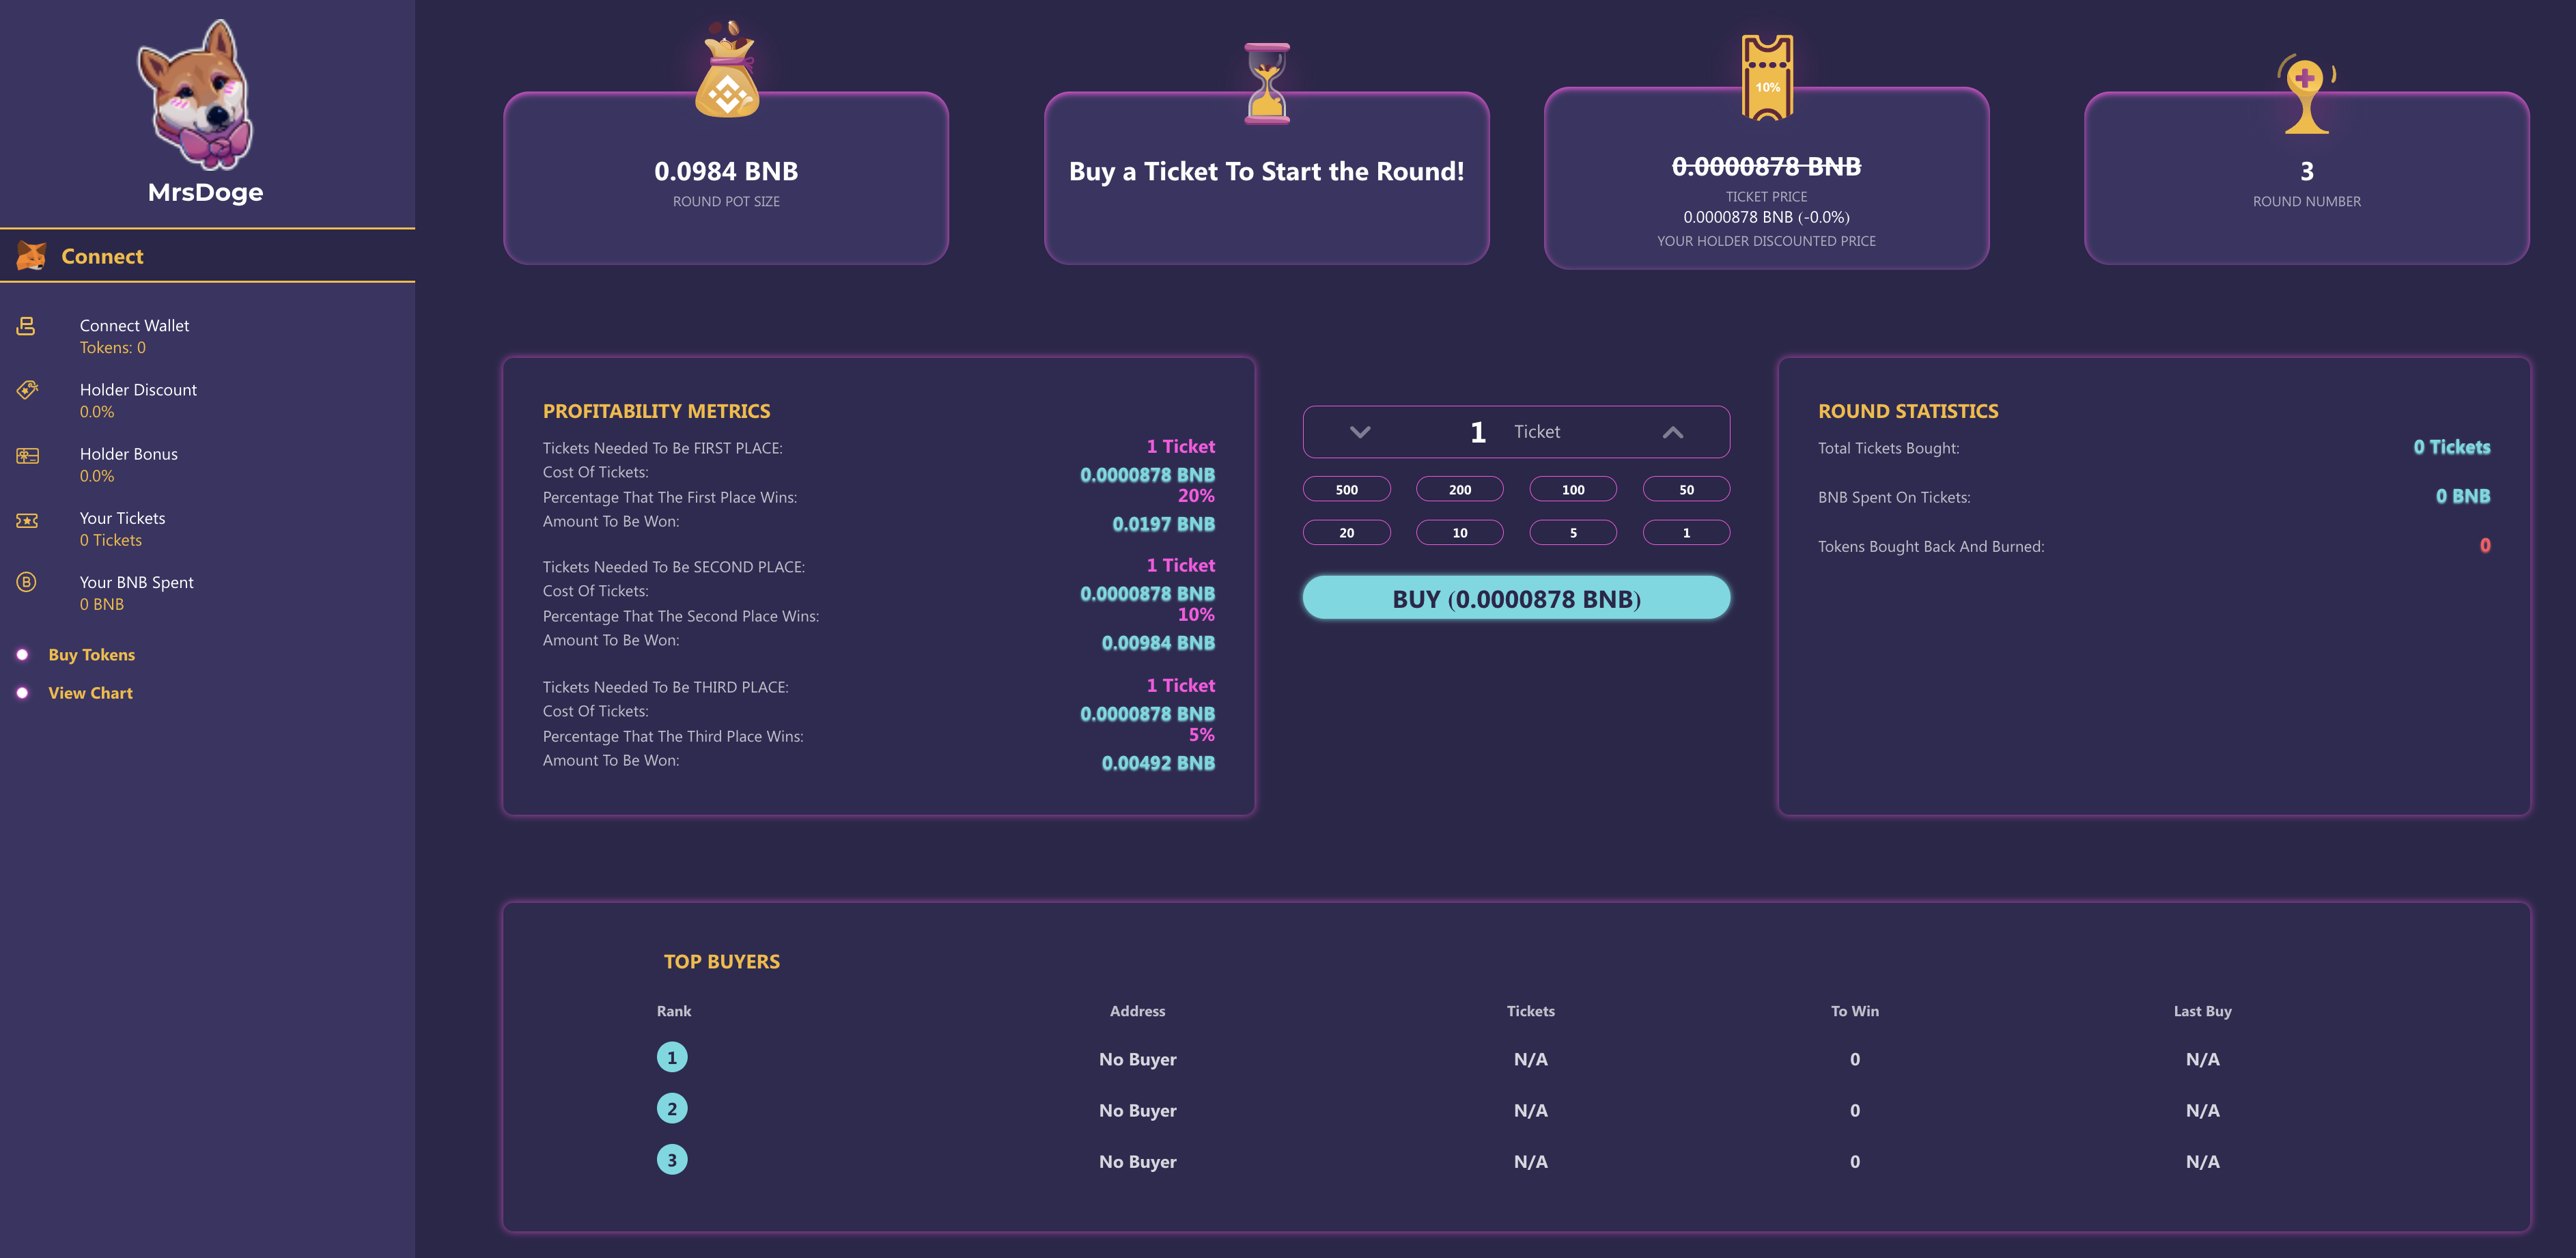 MrsDoge
Connect
Connect Wallet
Tokens: 0
Holder Discount
0.0%
Holder Bonus
0.0%
Your Tickets
0 Tickets
Your BNB Spent
0 BNB
Buy Tokens
View Chart
0.0984 BNB
ROUND POT SIZE
Buy a Ticket To Start the Round!
10%
0.0000878 BNB
TICKET PRICE
0.0000878 BNB (-0.0%)
YOUR HOLDER DISCOUNTED PRICE
3
ROUND NUMBER
PROFITABILITY METRICS
Tickets Needed To Be FIRST PLACE: 1 Ticket
Cost Of Tickets: 0.0000878 BNB
Percentage That The First Place Wins: 20%
Amount To Be Won: 0.0197 BNB
Tickets Needed To Be SECOND PLACE: 1 Ticket
Cost Of Tickets: 0.0000878 BNB
Percentage That The Second Place Wins: 10%
Amount To Be Won: 0.00984 BNB
Tickets Needed To Be THIRD PLACE: 1 Ticket
Cost Of Tickets: 0.0000878 BNB
Percentage That The Third Place Wins: 5%
Amount To Be Won: 0.00492 BNB
1 Ticket
500 200 100 50
20 10 5 1
BUY (0.0000878 BNB)
ROUND STATISTICS
Total Tickets Bought: 0 Tickets
BNB Spent On Tickets: 0 BNB
Tokens Bought Back And Burned: 0
TOP BUYERS
Rank Address Tickets To Win Last Buy
1 No Buyer N/A 0 N/A
2 No Buyer N/A 0 N/A
3 No Buyer N/A 0 N/A